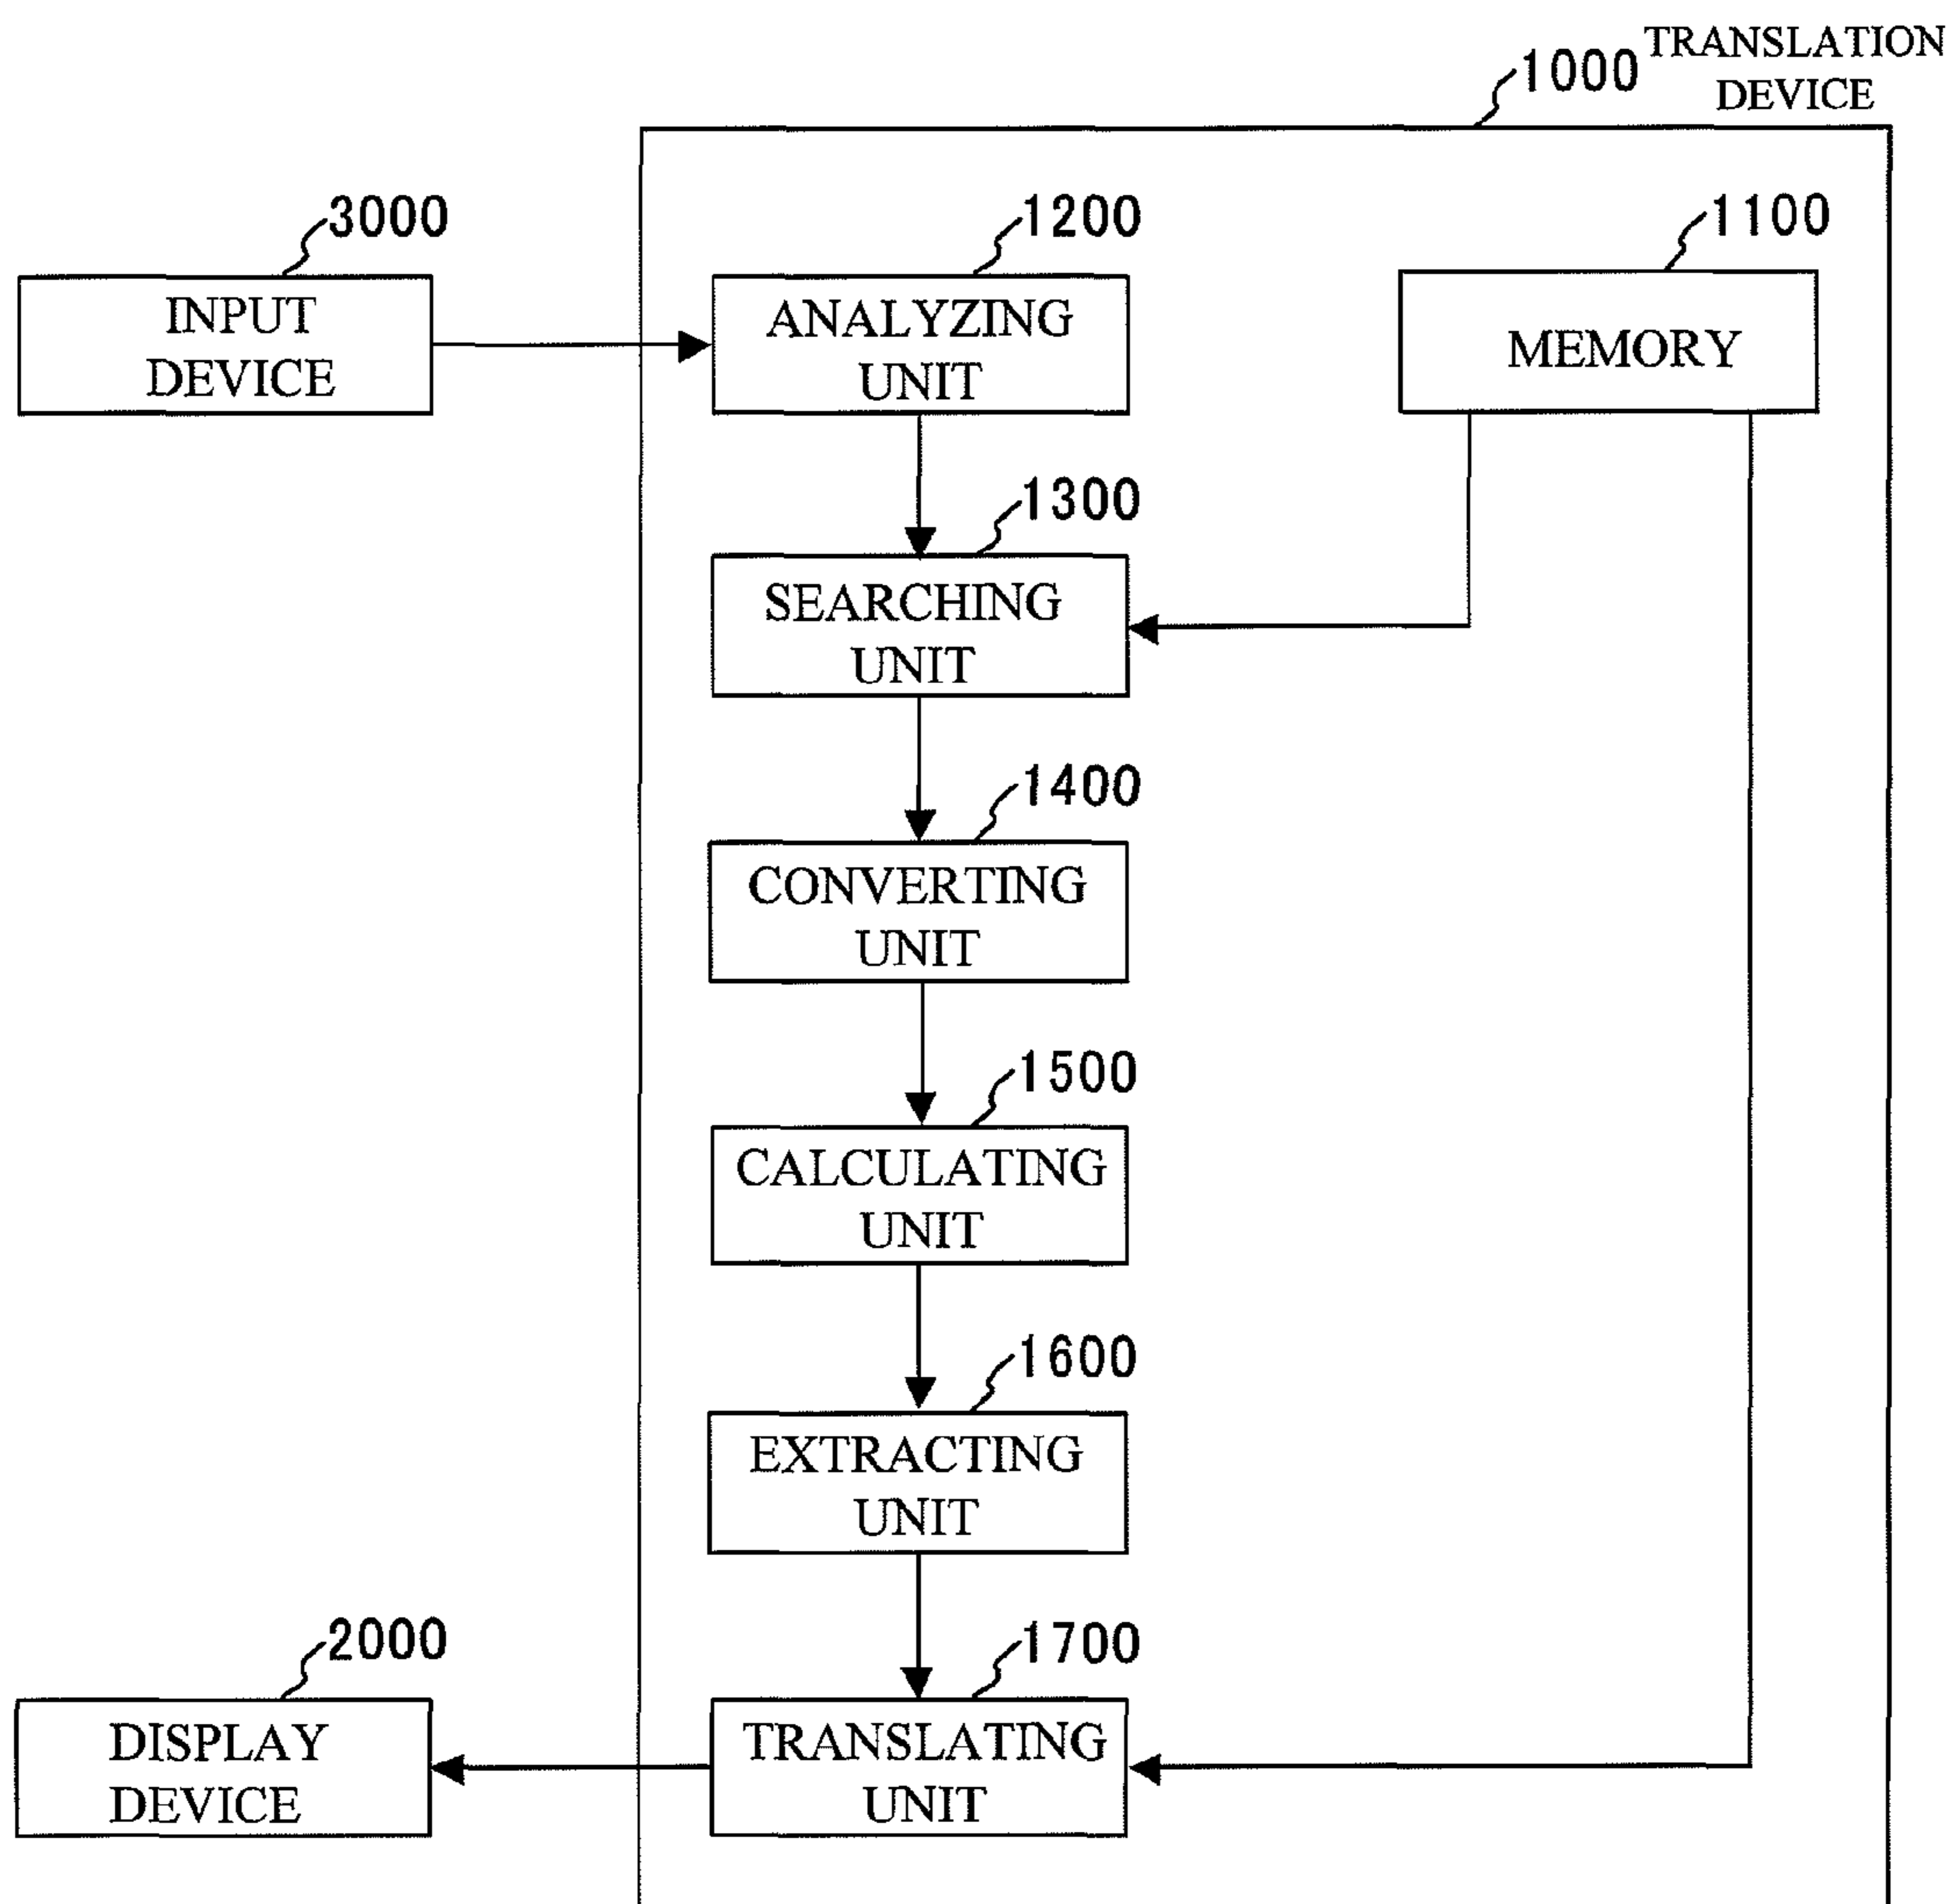 1000
TRANSLATION
DEVICE
3000
1200
1100
INPUT
DEVICE
ANALYZING
UNIT
MEMORY
1300
SEARCHING
UNIT
1400
CONVERTING
UNIT
1500
CALCULATING
UNIT
1600
EXTRACTING
UNIT
2000
1700
DISPLAY
DEVICE
TRANSLATING
UNIT